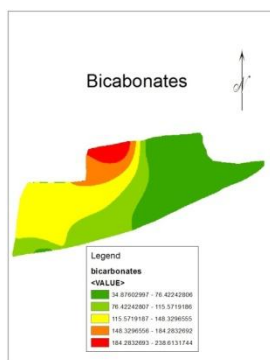 Bicabonates
N
Legend
bicarbonates
<VALUE>
34.87602997 - 76.42242806
76.42242807 - 115.5719186
115.5719187 - 148.3296555
148.3296556 - 184.2832692
184.2832693 - 238.6131744